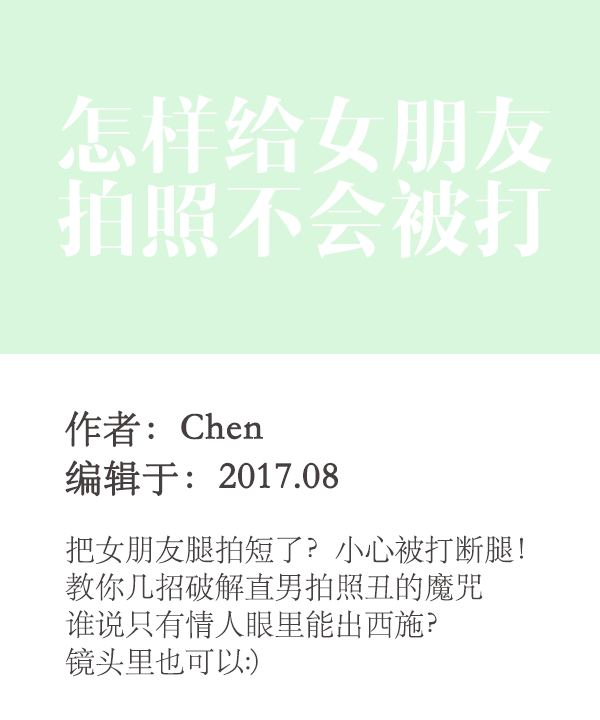 怎样给女朋友
拍照不会被打
作者：Chen
编辑于：2017.08
把女朋友腿拍短了？小心被打断腿！
教你几招破解直男拍照丑的魔咒
谁说只有情人眼里能出西施？
镜头里也可以:)